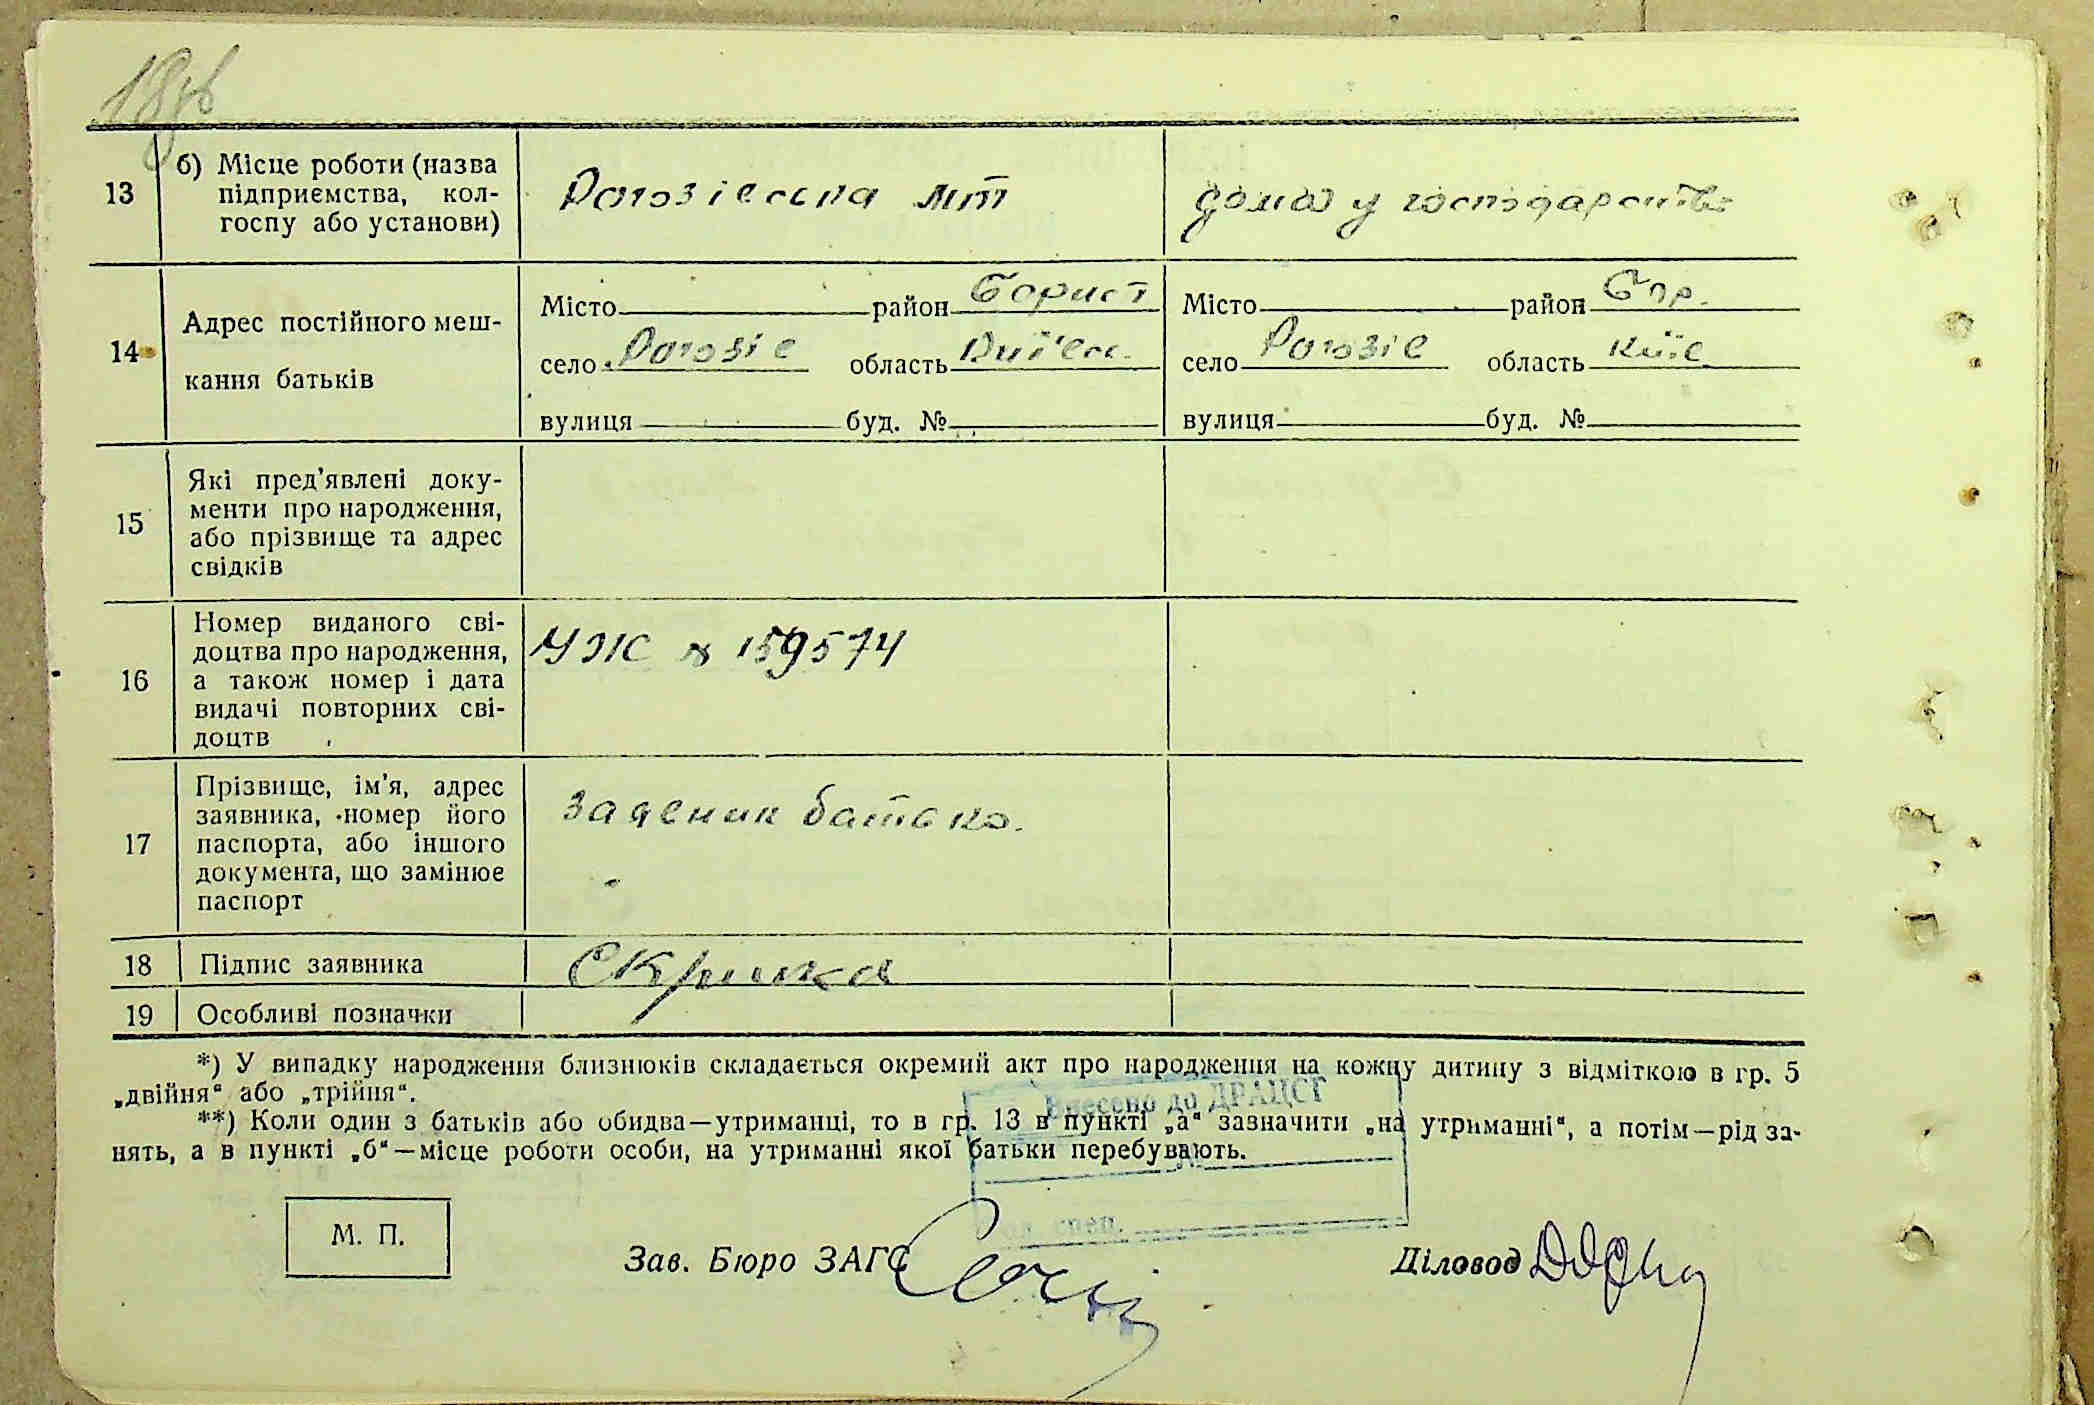 18зв
13
б) Місце роботи (назва
підприємства, кол-
госпу або установи)
Рогозівська мт
дома у господарстві
14
Адрес постійного меш-
кання батьків
Місто район Борисп
село Рогозів область Київс.
вулиця буд. №
Місто район Бор.
село Рогозів область Київ
вулиця буд. №
15
Які пред'явлені доку-
менти про народження,
або прізвище та адрес
свідків
16
Номер виданого сві-
доцтва про народження,
а також номер і дата
видачі повторних сві-
доцтв
№ 159574
17
Прізвище, ім'я, адрес
заявника, номер його
паспорта, або іншого
документа, що замінює
паспорт
Заявник батько.
18
Підпис заявника
Скрипка
19
Особливі позначки
*) У випадку народження близнюків складається окремий акт про народження на кожну дитину з відміткою в гр. 5
„двійня“ або „трійня“.
**) Коли один з батьків або обидва—утриманці, то в гр. 13 в пункті „а“ зазначити „на утриманні“, а потім—рід за-
нять, а в пункті „б“—місце роботи особи, на утриманні якої батьки перебувають.
Внесено до ДРАЦСГ
№
спец.
М. П.
Зав. Бюро ЗАГС
Діловод